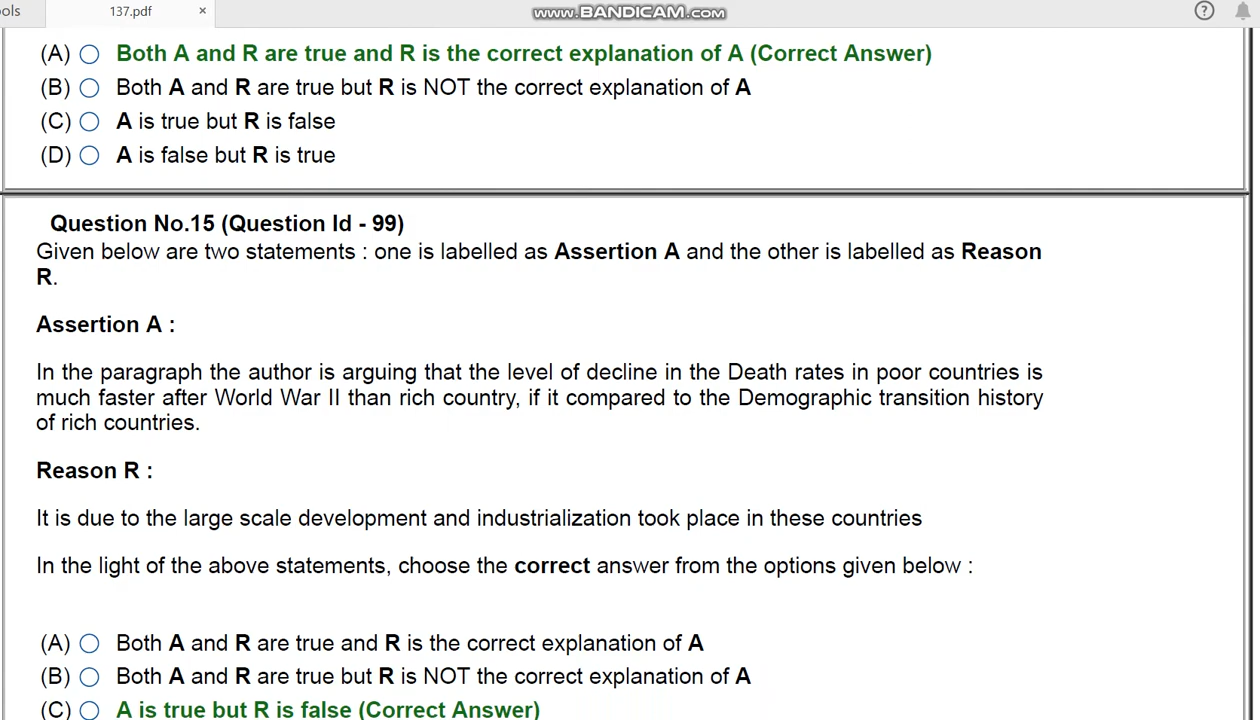 ols
137.pdf
×
www.BANDICAM.com
?
(A) Both A and R are true and R is the correct explanation of A (Correct Answer)
(B) Both A and R are true but R is NOT the correct explanation of A
(C) A is true but R is false
(D) A is false but R is true
Question No.15 (Question Id - 99)
Given below are two statements : one is labelled as Assertion A and the other is labelled as Reason
R.
Assertion A :
In the paragraph the author is arguing that the level of decline in the Death rates in poor countries is
much faster after World War II than rich country, if it compared to the Demographic transition history
of rich countries.
Reason R :
It is due to the large scale development and industrialization took place in these countries
In the light of the above statements, choose the correct answer from the options given below :
(A) Both A and R are true and R is the correct explanation of A
(B) Both A and R are true but R is NOT the correct explanation of A
(C) A is true but R is false (Correct Answer)